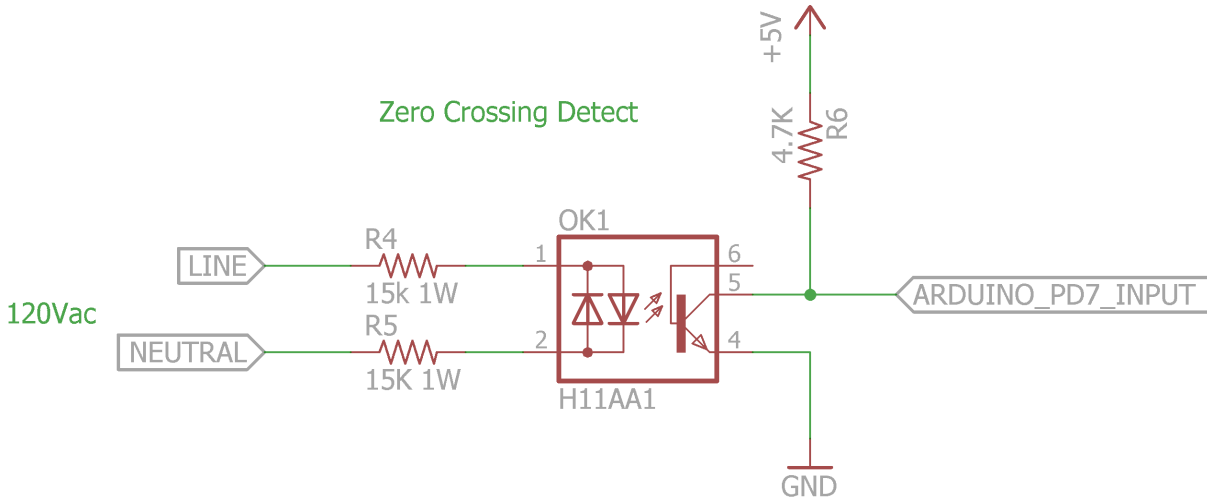 +5V
Zero Crossing Detect
4.7K
R6
OK1
R4
1
6
LINE
15k 1W
5
ARDUINO_PD7_INPUT
120Vac
R5
2
4
NEUTRAL
15K 1W
H11AA1
GND